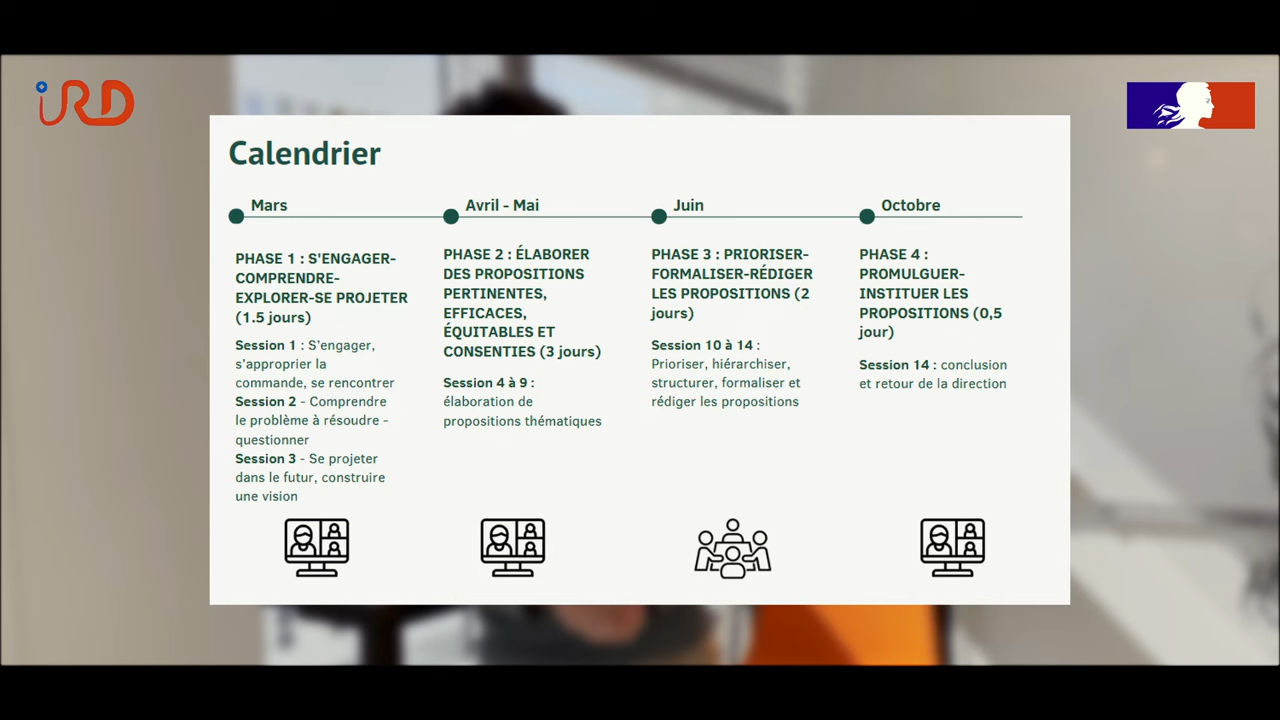 iRD
Calendrier
Mars
Avril - Mai
Juin
Octobre
PHASE 1 : S'ENGAGER-
COMPRENDRE-
EXPLORER-SE PROJETER
(1.5 jours)
Session 1 : S'engager,
s'approprier la
commande, se rencontrer
Session 2 - Comprendre
le problème à résoudre -
questionner
Session 3 - Se projeter
dans le futur, construire
une vision
PHASE 2 : ÉLABORER
DES PROPOSITIONS
PERTINENTES,
EFFICACES,
ÉQUITABLES ET
CONSENTIES (3 jours)
Session 4 à 9 :
élaboration de
propositions thématiques
PHASE 3 : PRIORISER-
FORMALISER-RÉDIGER
LES PROPOSITIONS (2
jours)
Session 10 à 14 :
Prioriser, hiérarchiser,
structurer, formaliser et
rédiger les propositions
PHASE 4 :
PROMULGUER-
INSTITUER LES
PROPOSITIONS (0,5
jour)
Session 14 : conclusion
et retour de la direction